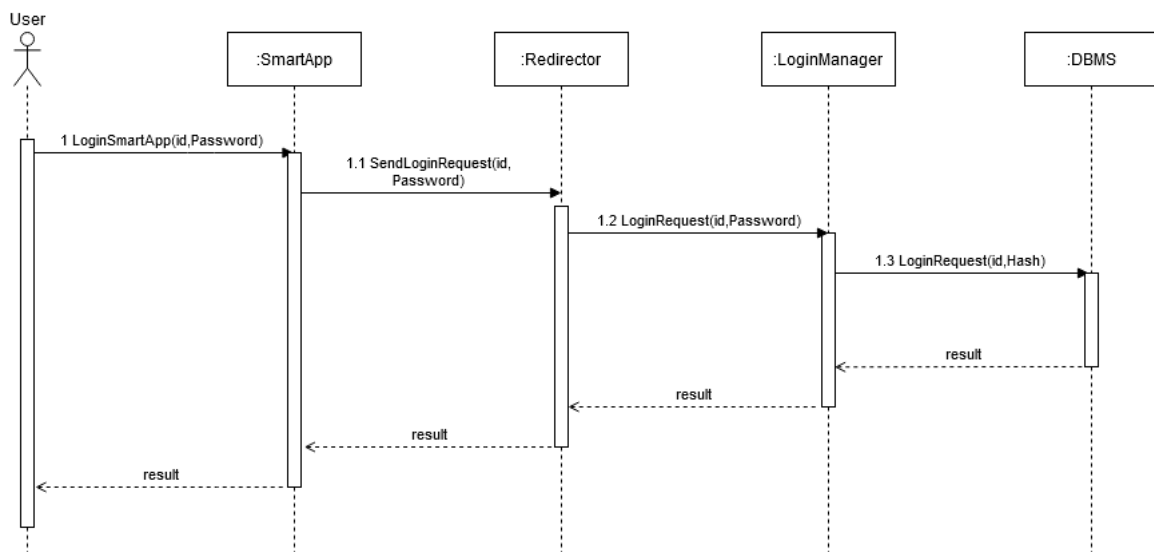 User
:SmartApp
:Redirector
:LoginManager
:DBMS
1 LoginSmartApp(id,Password)
1.1 SendLoginRequest(id,
Password)
1.2 LoginRequest(id,Password)
1.3 LoginRequest(id,Hash)
result
result
result
result